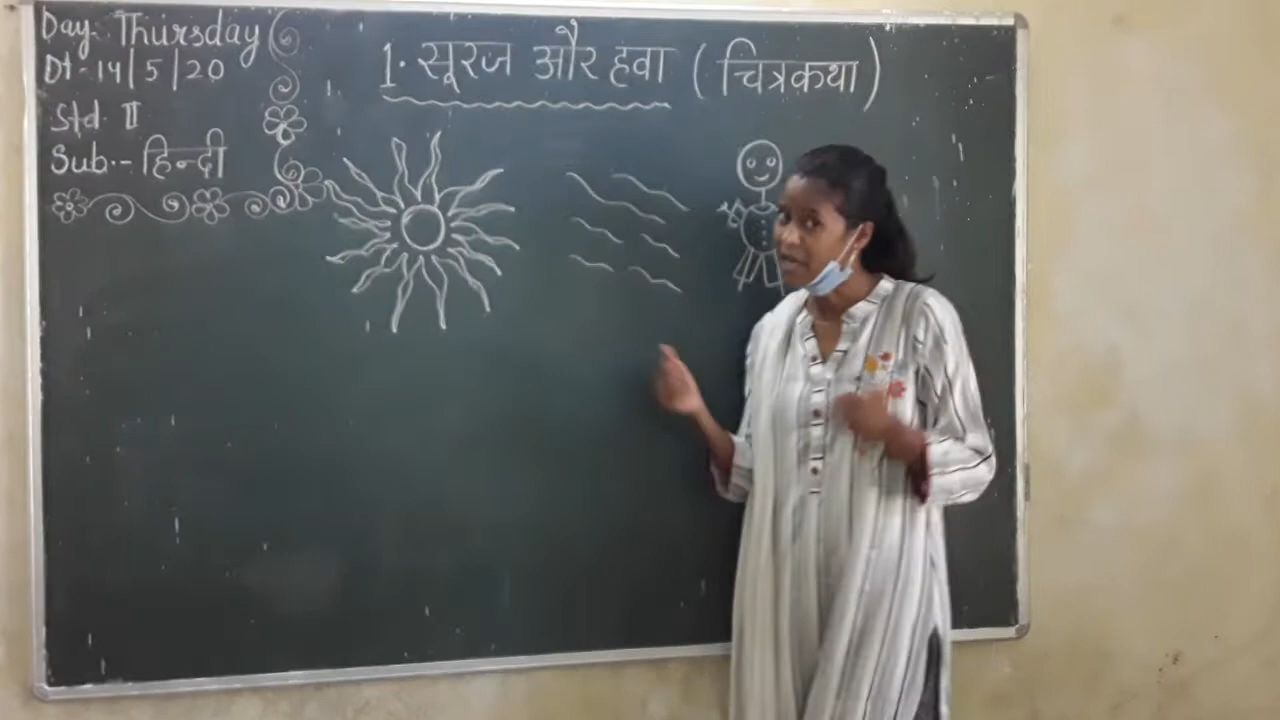 Day- Thursday
Dt- 14/5/20
Std. II
Sub.- हिन्दी
1. सूरज और हवा (चित्रकथा)